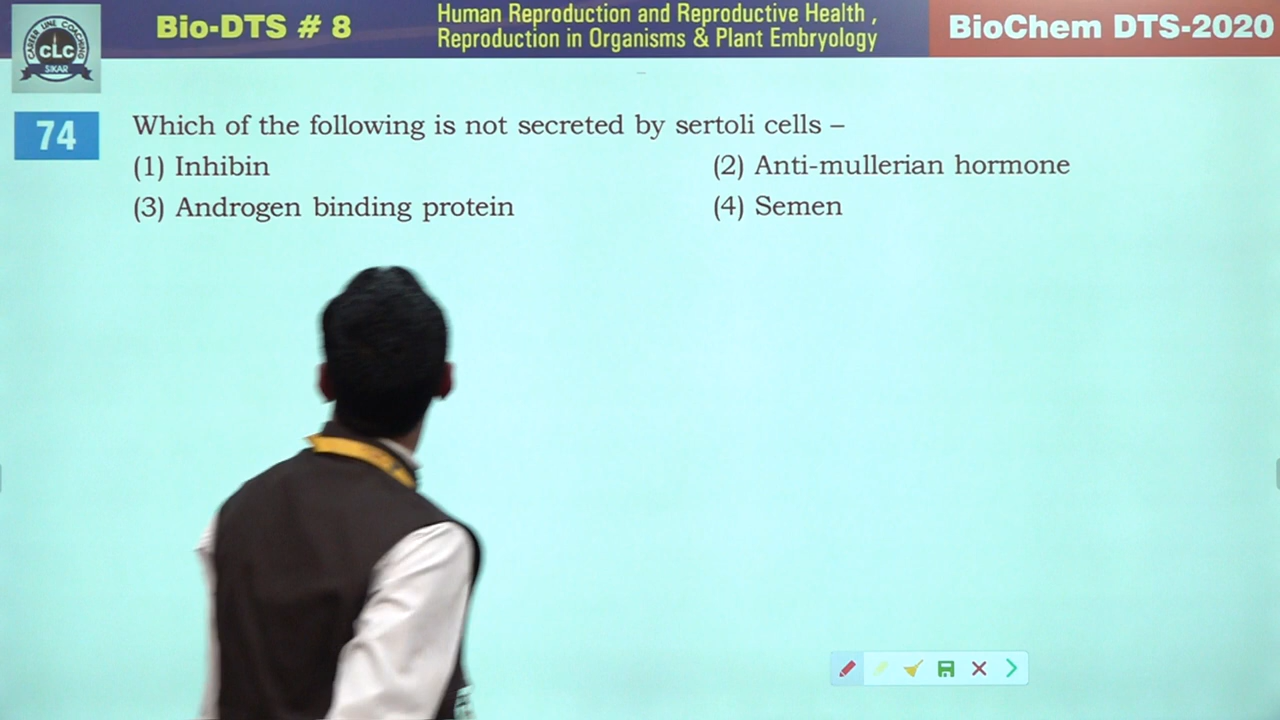 Bio-DTS # 8
Human Reproduction and Reproductive Health ,
Reproduction in Organisms & Plant Embryology
BioChem DTS-2020
CAREER LINE COACHING
CLC
SIKAR
74
Which of the following is not secreted by sertoli cells –
(1) Inhibin
(2) Anti-mullerian hormone
(3) Androgen binding protein
(4) Semen